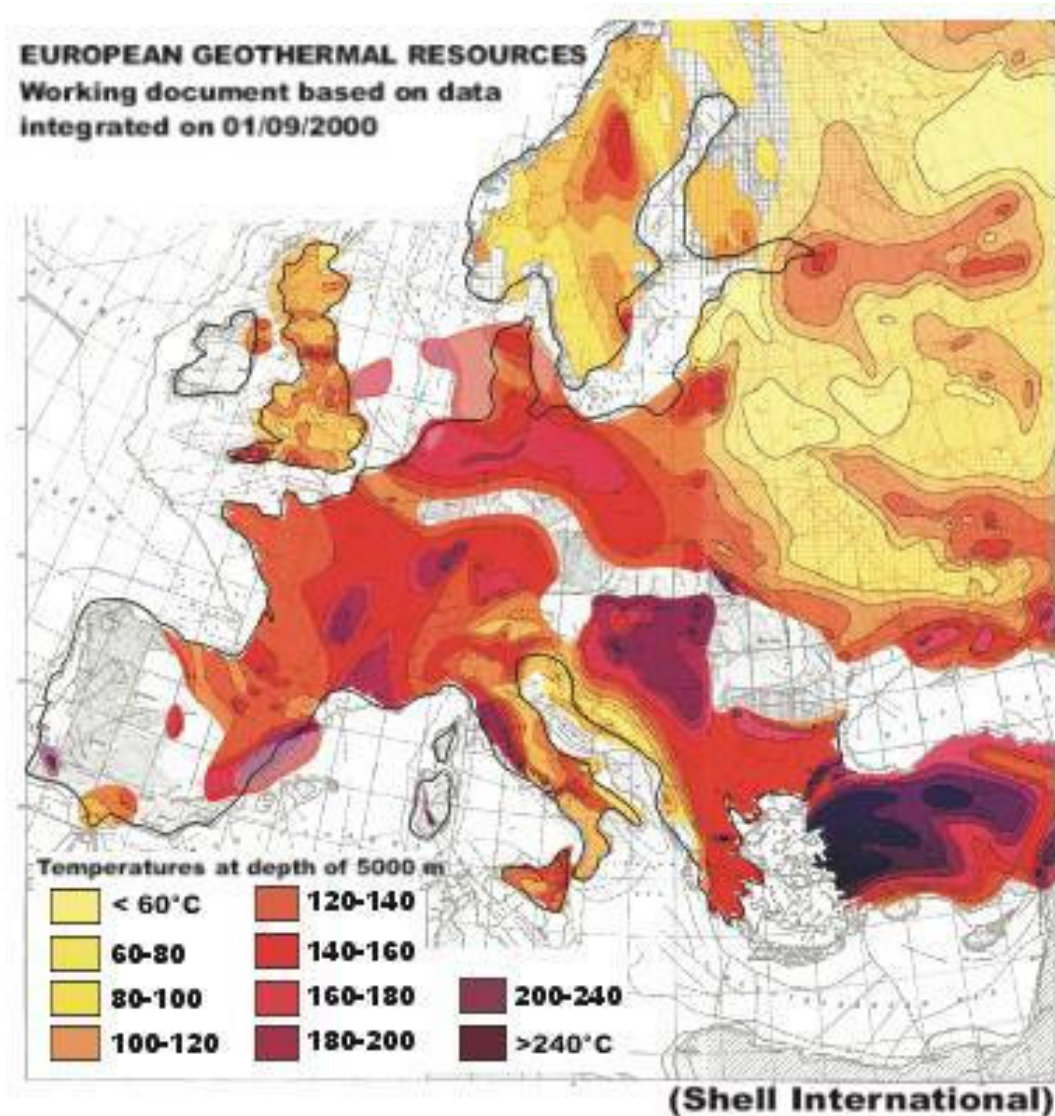 EUROPEAN GEOTHERMAL RESOURCES
Working document based on data
integrated on 01/09/2000
Temperatures at depth of 5000 m
< 60°C
60-80
80-100
100-120
120-140
140-160
160-180
180-200
200-240
>240°C
(Shell International)